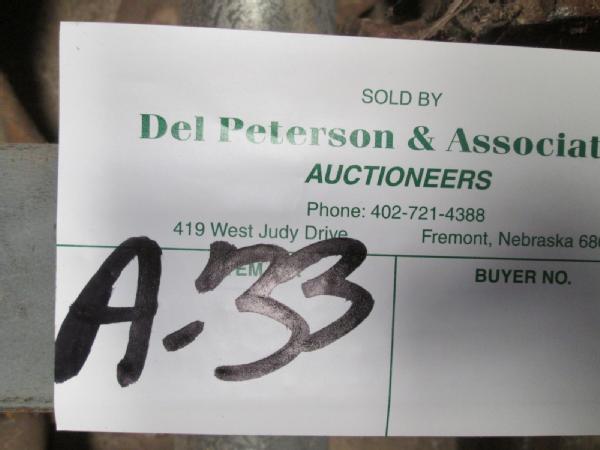 SOLD BY
Del Peterson & Associat
AUCTIONEERS
Phone: 402-721-4388
419 West Judy Drive Fremont, Nebraska 680
BUYER NO.
A-33